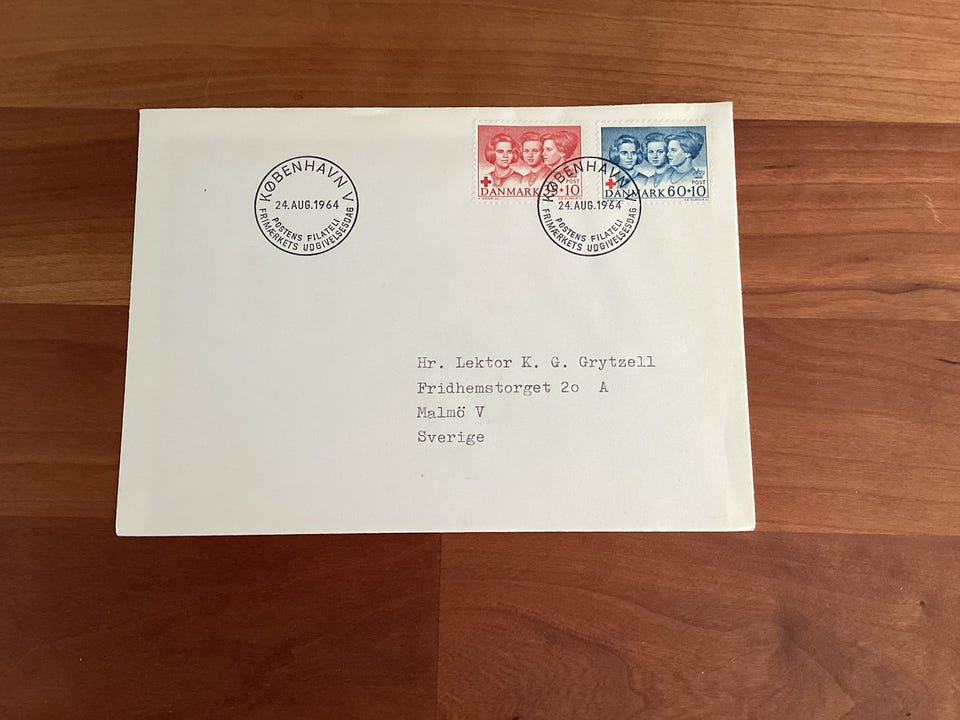 KØBENHAVN V
24.AUG.1964
POSTENS FILATELI
FRIMÆRKETS UDGIVELSESDAG
POST
DANMARK +10
POST
DANMARK 60+10
KØBENHAVN V
24.AUG.1964
POSTENS FILATELI
FRIMÆRKETS UDGIVELSESDAG
Hr. Lektor K. G. Grytzell
Fridhemstorget 2o A
Malmö V
Sverige